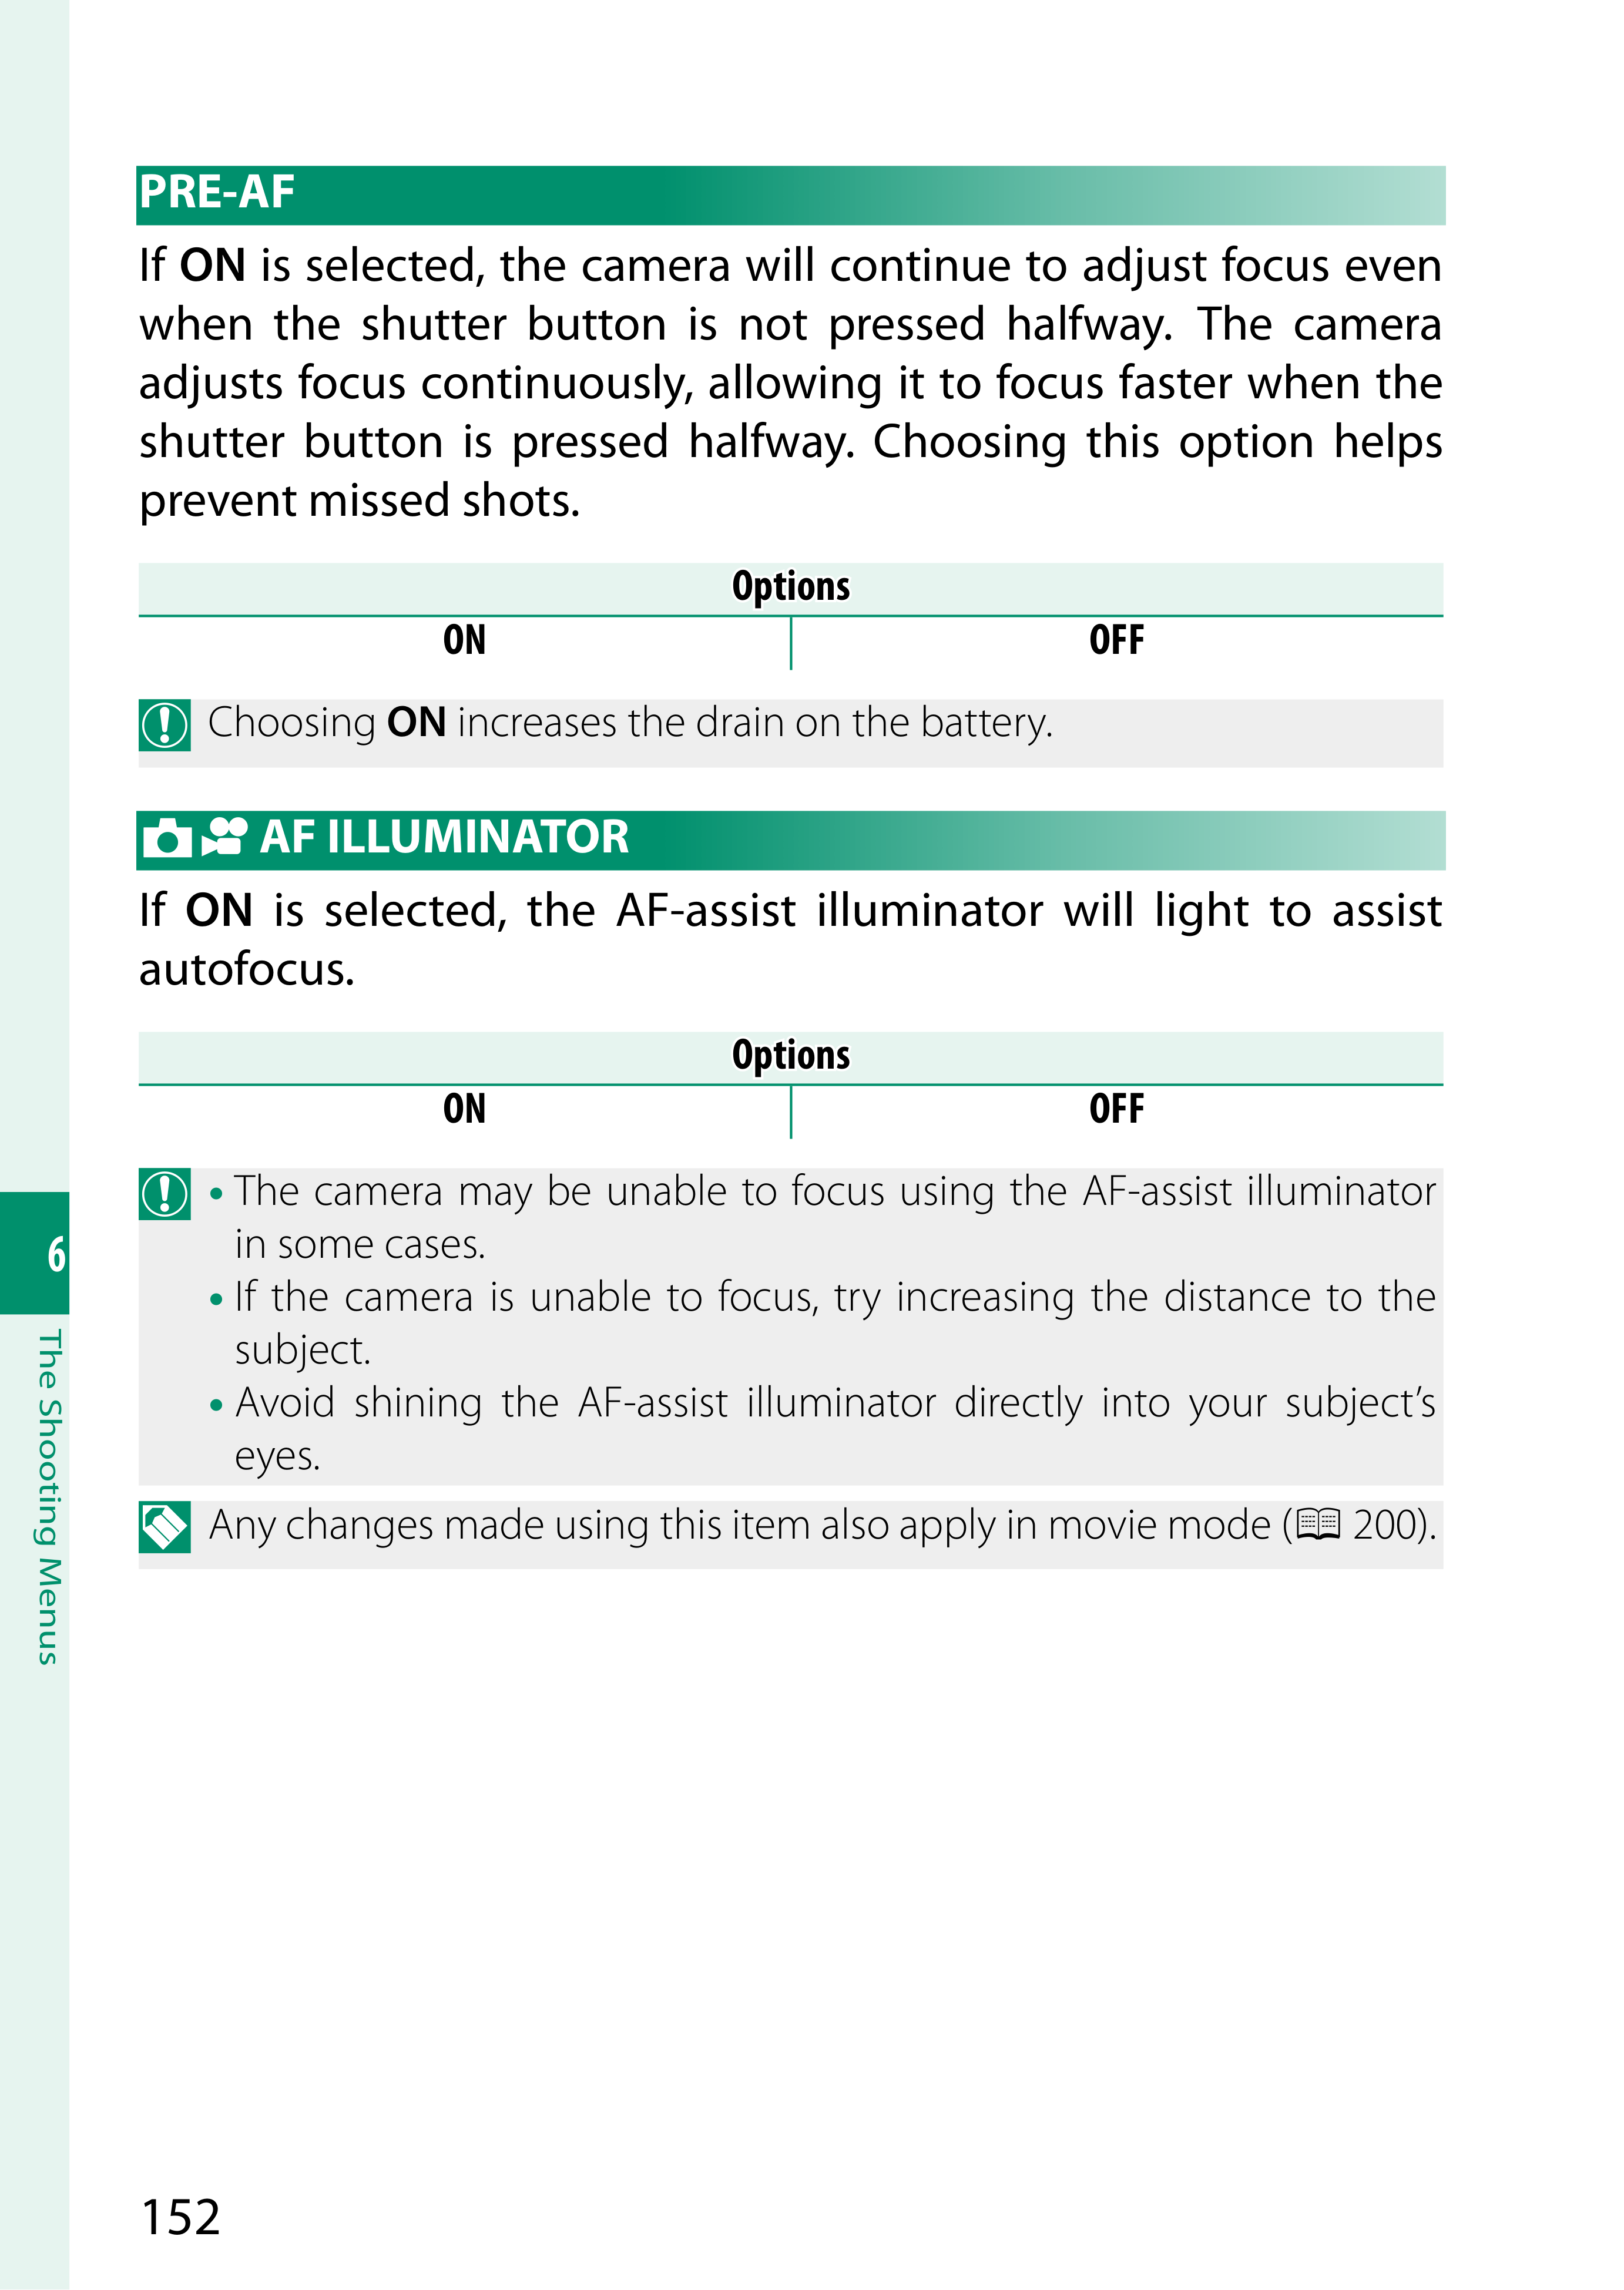 PRE-AF
If ON is selected, the camera will continue to adjust focus even
when the shutter button is not pressed halfway. The camera
adjusts focus continuously, allowing it to focus faster when the
shutter button is pressed halfway. Choosing this option helps
prevent missed shots.
Options
ON OFF
Choosing ON increases the drain on the battery.
AF ILLUMINATOR
If ON is selected, the AF-assist illuminator will light to assist
autofocus.
Options
ON OFF
• The camera may be unable to focus using the AF-assist illuminator
in some cases.
• If the camera is unable to focus, try increasing the distance to the
subject.
• Avoid shining the AF-assist illuminator directly into your subject’s
eyes.
Any changes made using this item also apply in movie mode (200).
6
The Shooting Menus
152